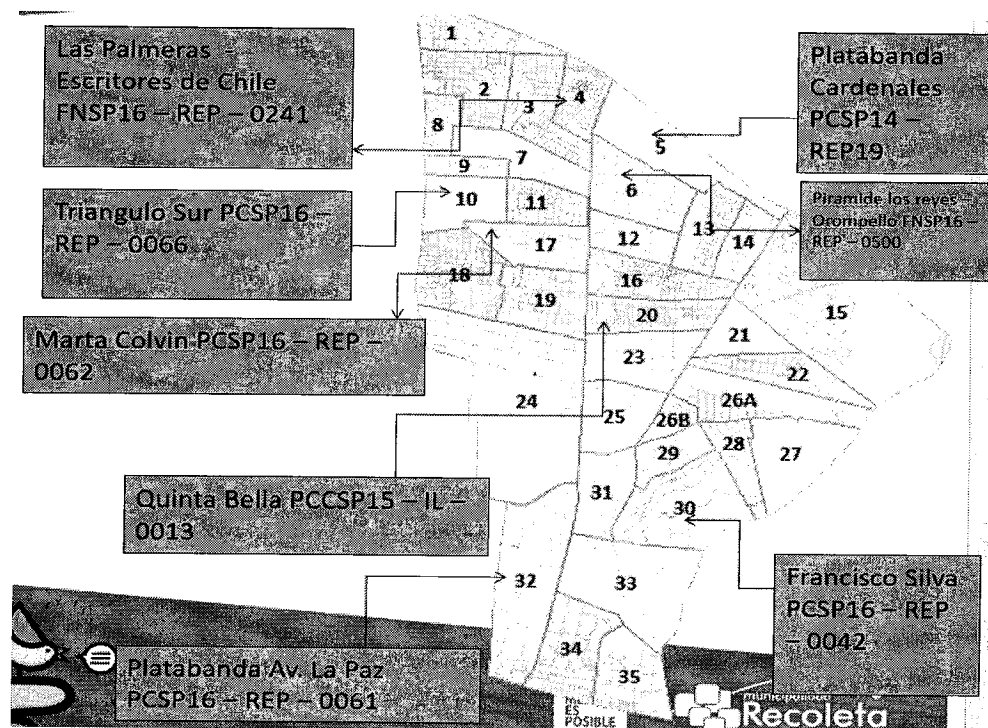 Las Palmeras –
Escritores de Chile
FNSP16 – REP – 0241
Triangulo Sur PCSP16 –
REP – 0066
Marta Colvin PCSP16 – REP –
0062
Quinta Bella PCCSP15 – IL –
0013
Platabanda Av. La Paz
PCSP16 – REP – 0061
Platabanda
Cardenales
PCSP14 –
REP19
Piramide los reyes –
Orompello FNSP16 –
REP – 0500
Francisco Silva
PCSP16 – REP
– 0042
1
2
3
4
5
6
7
8
9
10
11
12
13
14
15
16
17
18
19
20
21
22
23
24
25
26A
26B
27
28
29
30
31
32
33
34
35
ES
POSIBLE
municipalidad
Recoleta